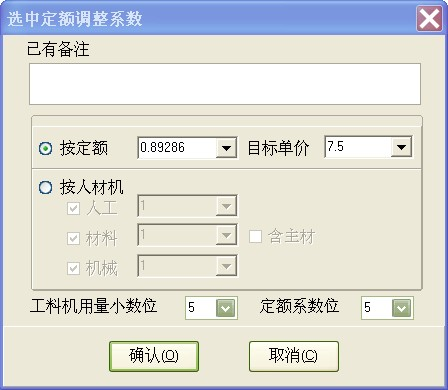 选中定额调整系数
已有备注
按定额 0.89286 目标单价 7.5
按人材机
人工 1
材料 1 含主材
机械 1
工料机用量小数位 5 定额系数位 5
确认(O) 取消(C)